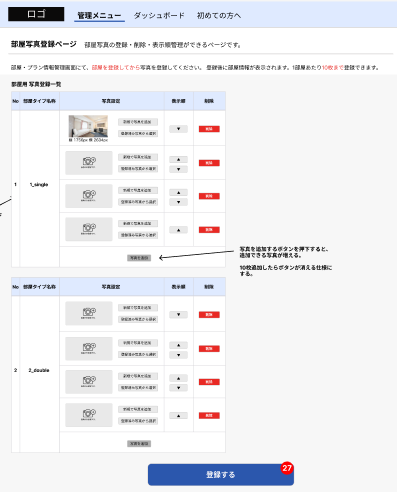 ロゴ 管理メニュー ダッシュボード 初めての方へ
部屋写真登録ページ 部屋写真の登録・削除・表示順管理ができるページです。
部屋・プラン情報管理画面にて、部屋を登録してから写真を登録してください。登録後に部屋情報が表示されます。1部屋あたり10枚まで登録できます。
部屋用 写真登録一覧
No 部屋タイプ名称 写真設定 表示順 削除
新規で写真を追加
登録済み写真から選択
▼ 削除
新規で写真を追加
登録済み写真から選択
▲ ▼ 削除
1 1_single
新規で写真を追加
登録済み写真から選択
▲ ▼ 削除
新規で写真を追加
登録済み写真から選択
▲ 削除
写真を追加
写真を追加するボタンを押下すると、
追加できる写真が増える。
10枚追加したらボタンが消える仕様に
する。
No 部屋タイプ名称 写真設定 表示順 削除
新規で写真を追加
登録済み写真から選択
▼ 削除
新規で写真を追加
登録済み写真から選択
▲ ▼ 削除
2 2_double
新規で写真を追加
登録済み写真から選択
▲ ▼ 削除
新規で写真を追加
登録済み写真から選択
▲ 削除
写真を追加
登録する 27